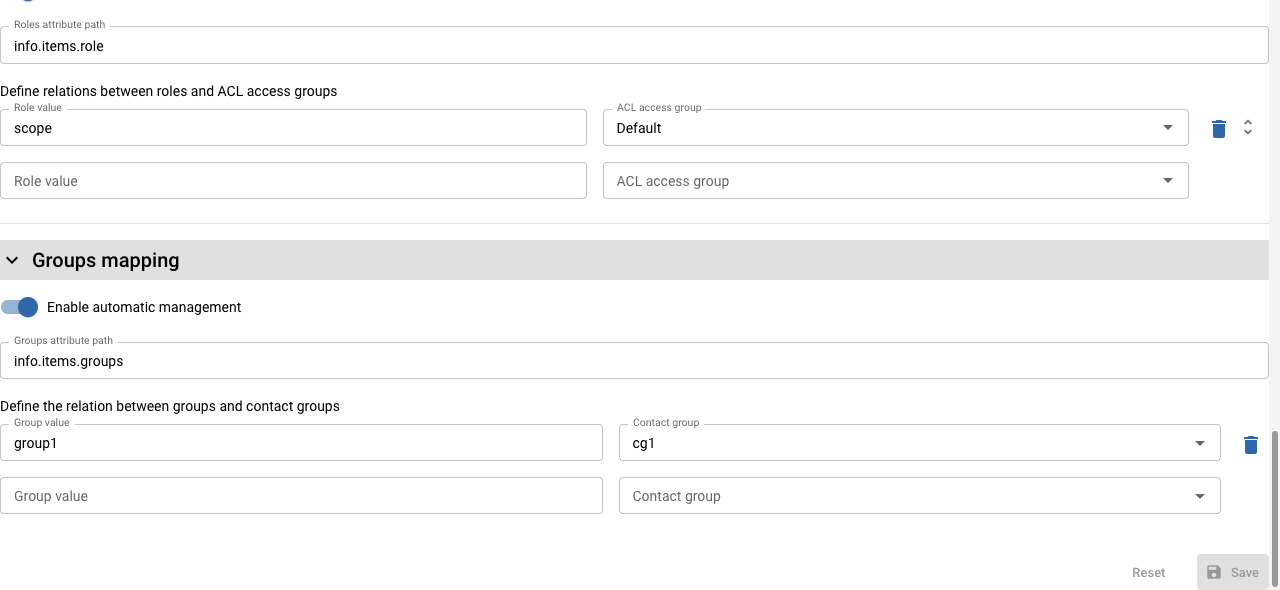 Roles attribute path
info.items.role
Define relations between roles and ACL access groups
Role value
ACL access group
scope
Default
Role value
ACL access group
Groups mapping
Enable automatic management
Groups attribute path
info.items.groups
Define the relation between groups and contact groups
Group value
Contact group
group1
cg1
Group value
Contact group
Reset
Save